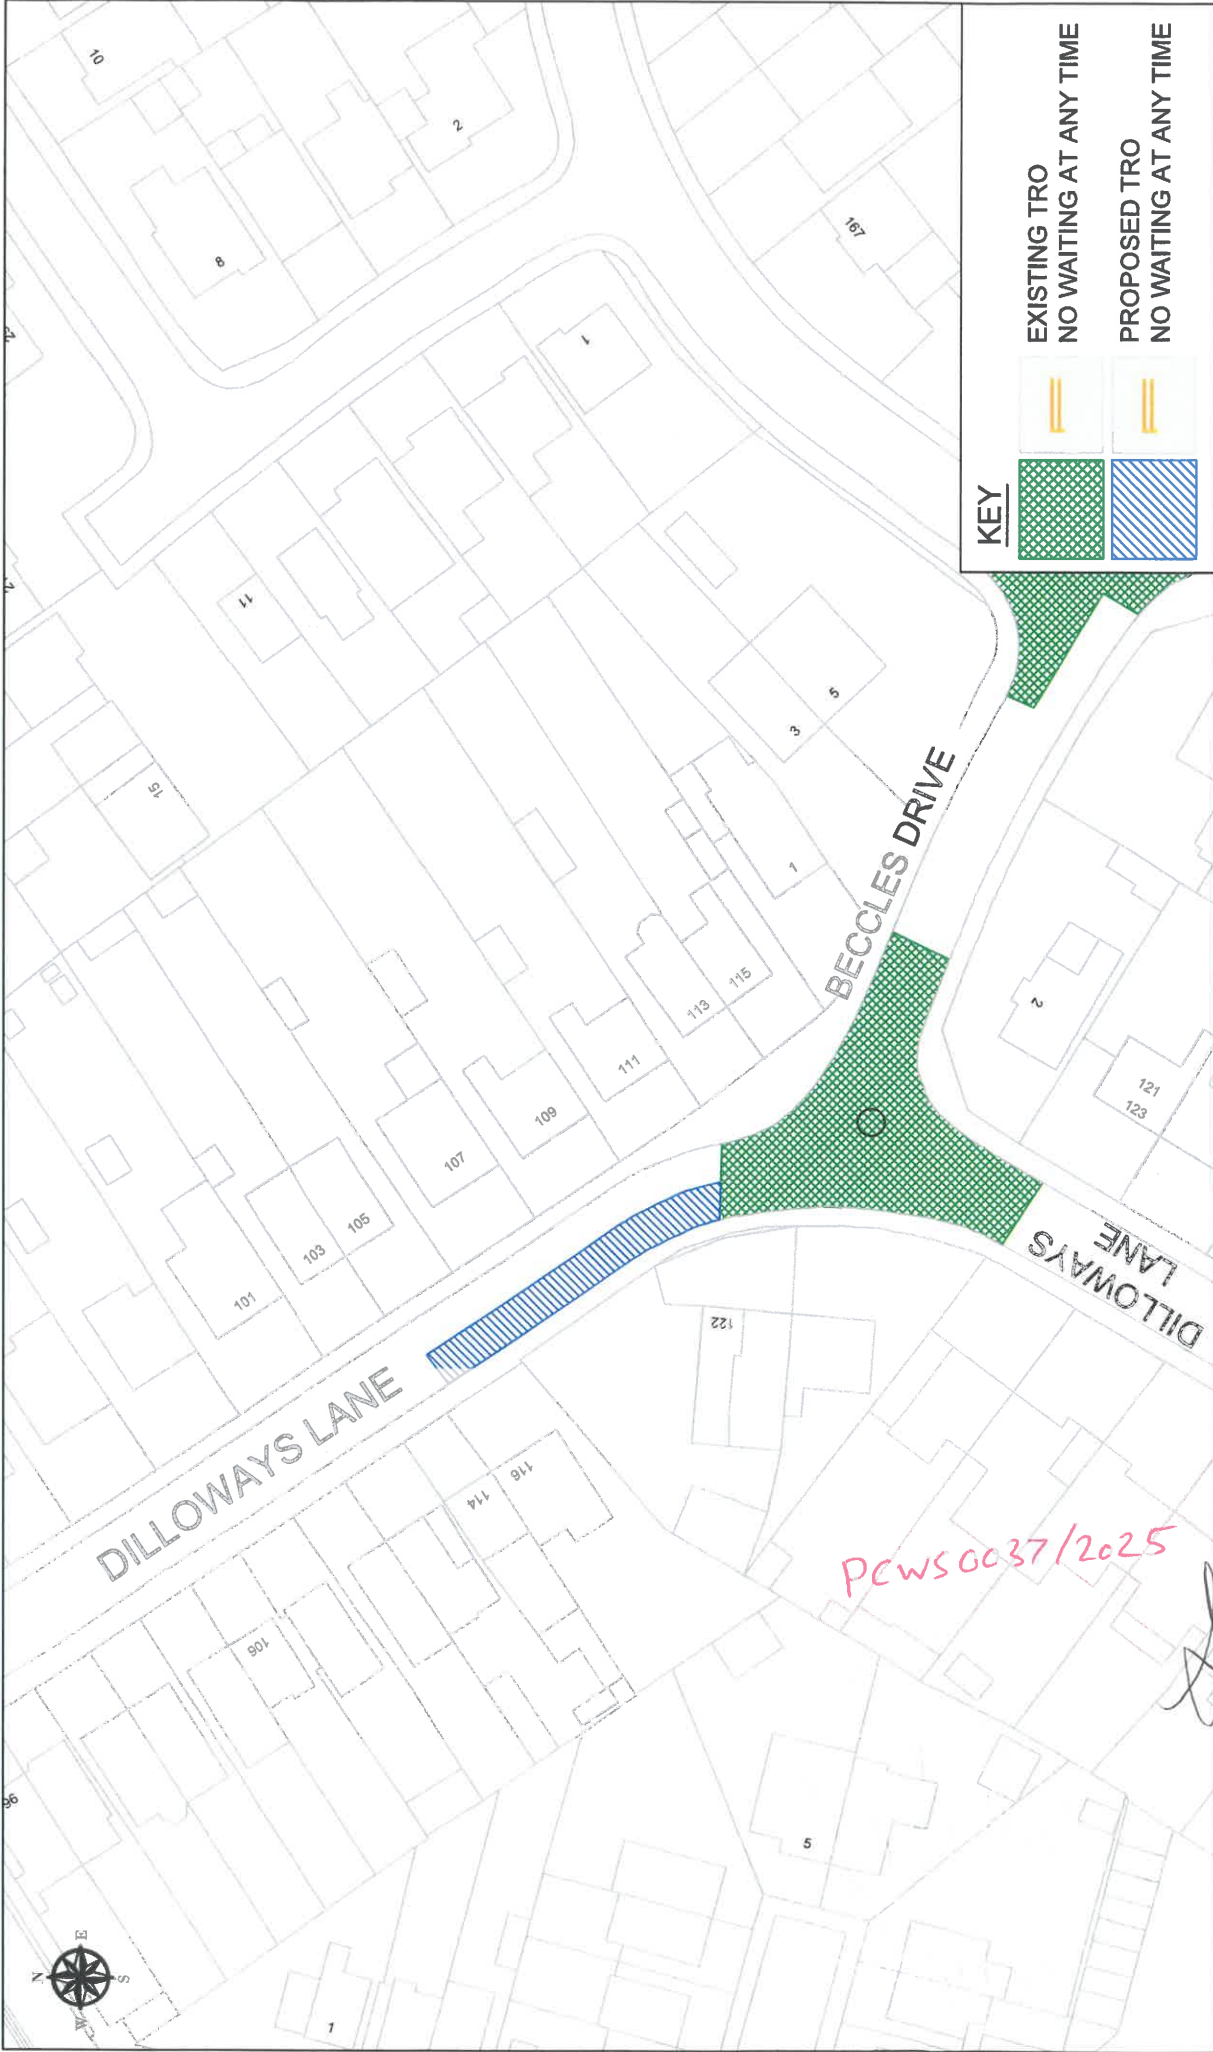 DILLOWAYS LANE
BECCLES DRIVE
DILLOWAYS
LANE
KEY
EXISTING TRO
NO WAITING AT ANY TIME
PROPOSED TRO
NO WAITING AT ANY TIME
N
E
S
W
10
8
2
167
1
11
15
3
5
1
115
113
111
109
107
105
103
101
2
121
123
122
116
114
106
96
5
1
PCWS0037/2025